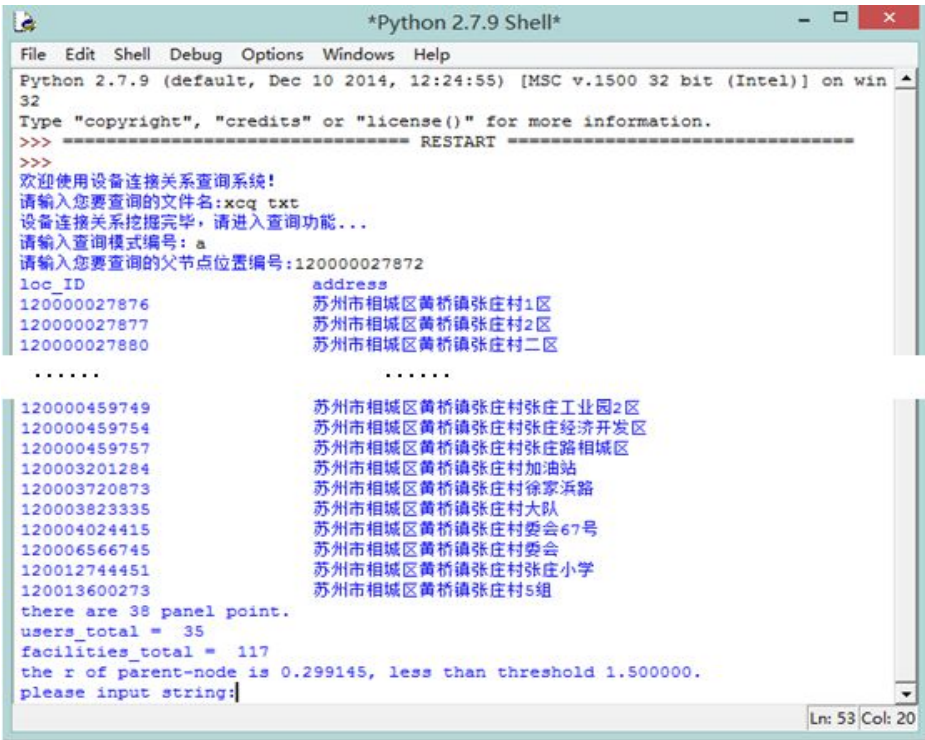 *Python 2.7.9 Shell*
File Edit Shell Debug Options Windows Help
Python 2.7.9 (default, Dec 10 2014, 12:24:55) [MSC v.1500 32 bit (Intel)] on win
32
Type "copyright", "credits" or "license()" for more information.
>>> ================================ RESTART ================================
>>>
欢迎使用设备连接关系查询系统!
请输入您要查询的文件名:xcq txt
设备连接关系挖掘完毕，请进入查询功能...
请输入查询模式编号: a
请输入您要查询的父节点位置编号:120000027872
loc_ID address
120000027876 苏州市相城区黄桥镇张庄村1区
120000027877 苏州市相城区黄桥镇张庄村2区
120000027880 苏州市相城区黄桥镇张庄村二区
...... ......
120000459749 苏州市相城区黄桥镇张庄村张庄工业园2区
120000459754 苏州市相城区黄桥镇张庄村张庄经济开发区
120000459757 苏州市相城区黄桥镇张庄村张庄路相城区
120003201284 苏州市相城区黄桥镇张庄村加油站
120003720873 苏州市相城区黄桥镇张庄村徐家浜路
120003823335 苏州市相城区黄桥镇张庄村大队
120004024415 苏州市相城区黄桥镇张庄村委会67号
120006566745 苏州市相城区黄桥镇张庄村委会
120012744451 苏州市相城区黄桥镇张庄村张庄小学
120013600273 苏州市相城区黄桥镇张庄村5组
there are 38 panel point.
users_total = 35
facilities_total = 117
the r of parent-node is 0.299145, less than threshold 1.500000.
please input string:
Ln: 53 Col: 20